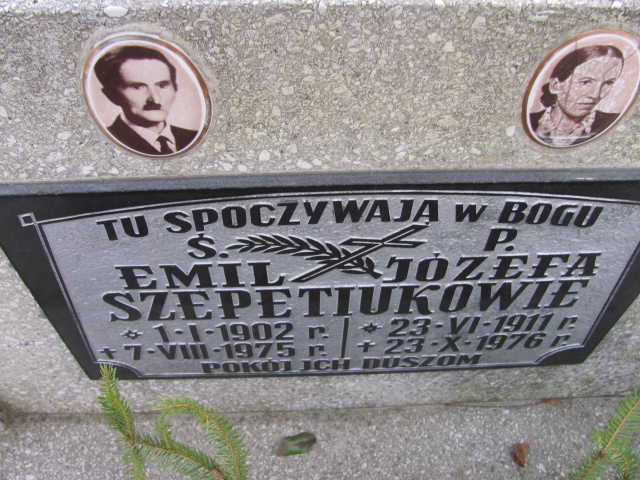 TU SPOCZYWAJĄ w BOGU
Ś. P.
EMIL JÓZEFA
SZEPETIUKOWIE
1·I·1902 r. 23·VI·1911 r.
+ 7·VIII·1975 r. + 23·X·1976 r.
POKÓJ ICH DUSZOM